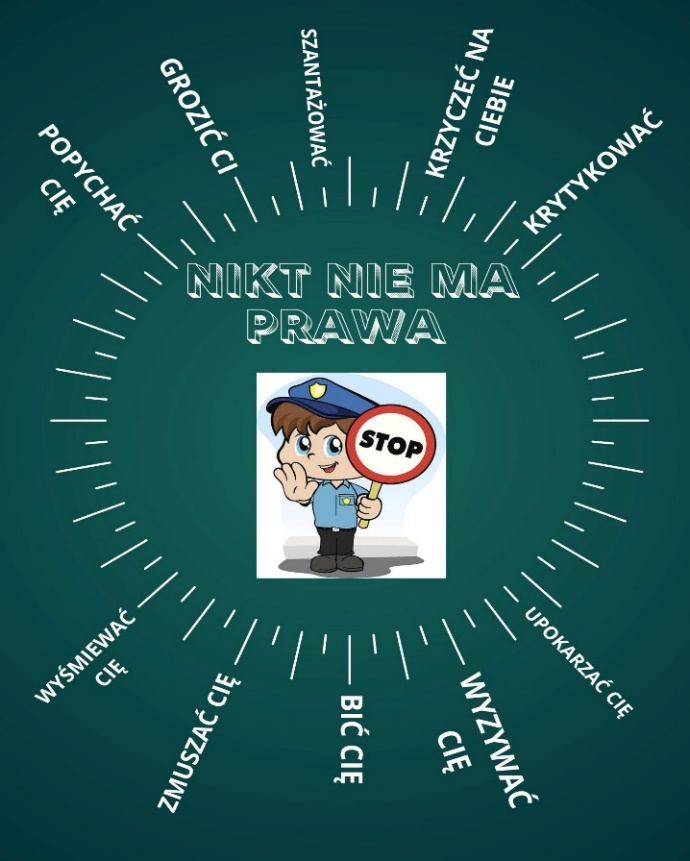 NIKT NIE MA
PRAWA
STOP
POPYCHAĆ
CIĘ
GROZIĆ CI
SZANTAŻOWAĆ
KRZYCZEĆ NA
CIEBIE
KRYTYKOWAĆ
WYŚMIEWAĆ
CIĘ
ZMUSZAĆ CIĘ
BIĆ CIĘ
WYZYWAĆ
CIĘ
UPOKARZAĆ CIĘ